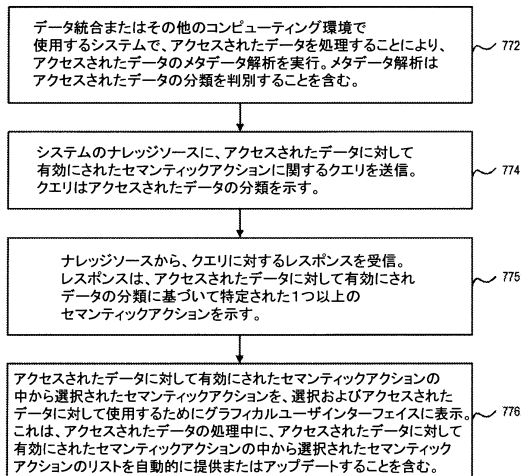 データ統合またはその他のコンピューティング環境で
使用するシステムで、アクセスされたデータを処理することにより、
アクセスされたデータのメタデータ解析を実行。メタデータ解析は
アクセスされたデータの分類を判別することを含む。
772
システムのナレッジソースに、アクセスされたデータに対して
有効にされたセマンティックアクションに関するクエリを送信。
クエリはアクセスされたデータの分類を示す。
774
ナレッジソースから、クエリに対するレスポンスを受信。
レスポンスは、アクセスされたデータに対して有効にされ
データの分類に基づいて特定された1つ以上の
セマンティックアクションを示す。
775
アクセスされたデータに対して有効にされたセマンティックアクションの
中から選択されたセマンティックアクションを、選択およびアクセスされた
データに対して使用するためにグラフィカルユーザインターフェイスに表示。
これは、アクセスされたデータの処理中に、アクセスされたデータに対して
有効にされたセマンティックアクションの中から選択されたセマンティック
アクションのリストを自動的に提供またはアップデートすることを含む。
776